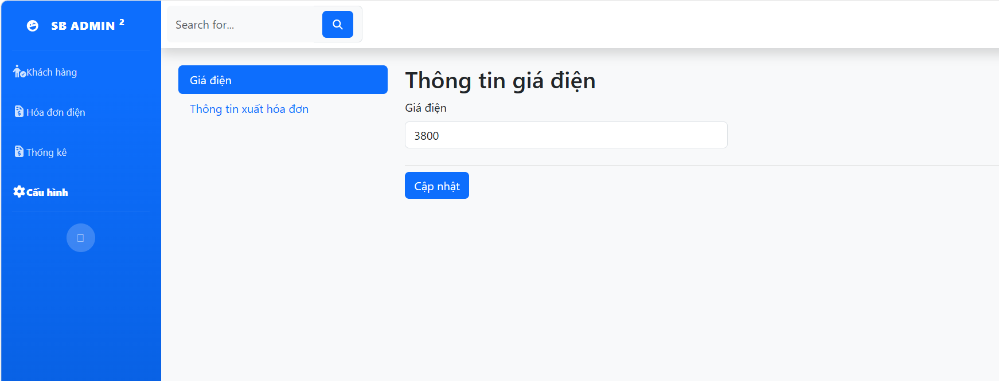 SB ADMIN 2
Khách hàng
Hóa đơn điện
Thống kê
Cấu hình
Search for...
Giá điện
Thông tin xuất hóa đơn
Thông tin giá điện
Giá điện
3800
Cập nhật